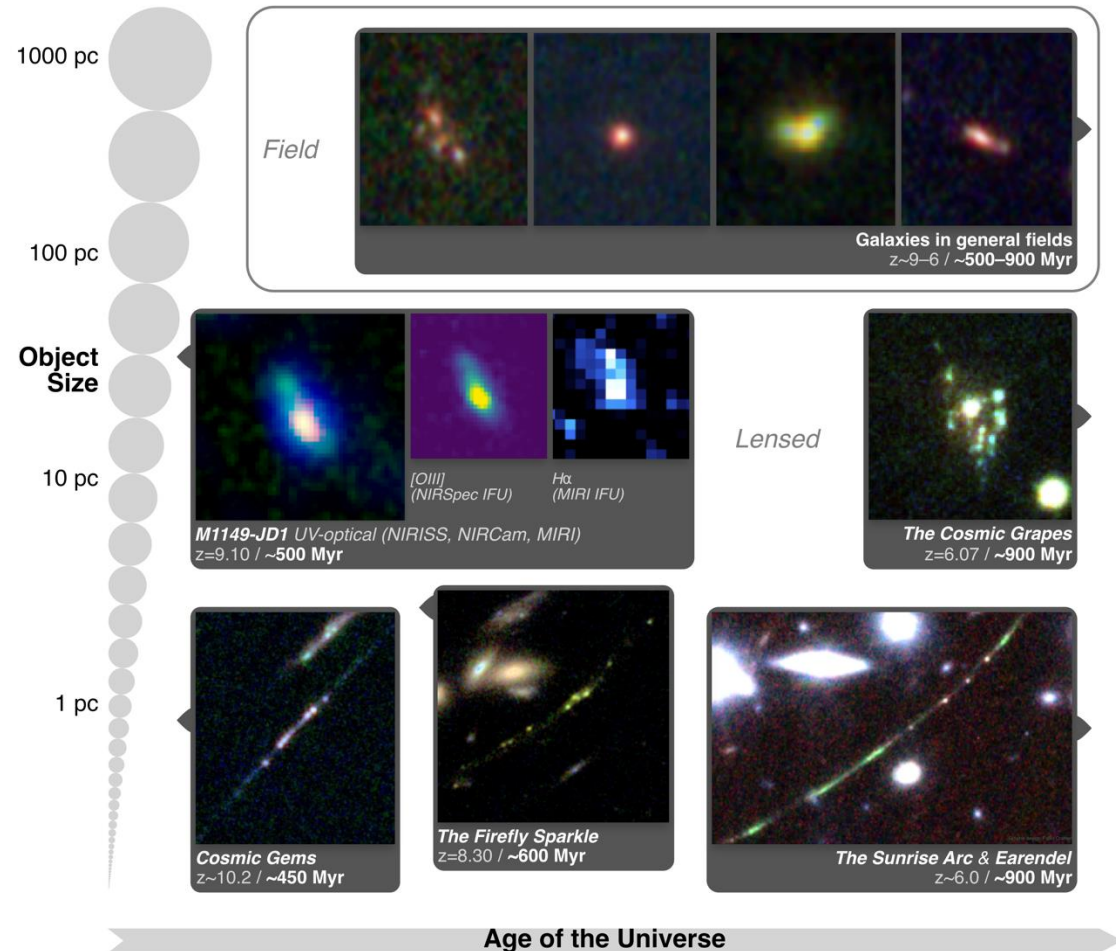 1000 pc
Field
Galaxies in general fields
z~9–6 / ~500–900 Myr
100 pc
Object
Size
10 pc
[OIII]
(NIRSpec IFU)
Hα
(MIRI IFU)
M1149-JD1 UV-optical (NIRISS, NIRCam, MIRI)
z=9.10 / ~500 Myr
Lensed
The Cosmic Grapes
z=6.07 / ~900 Myr
1 pc
Cosmic Gems
z~10.2 / ~450 Myr
The Firefly Sparkle
z=8.30 / ~600 Myr
The Sunrise Arc & Earendel
z~6.0 / ~900 Myr
Age of the Universe